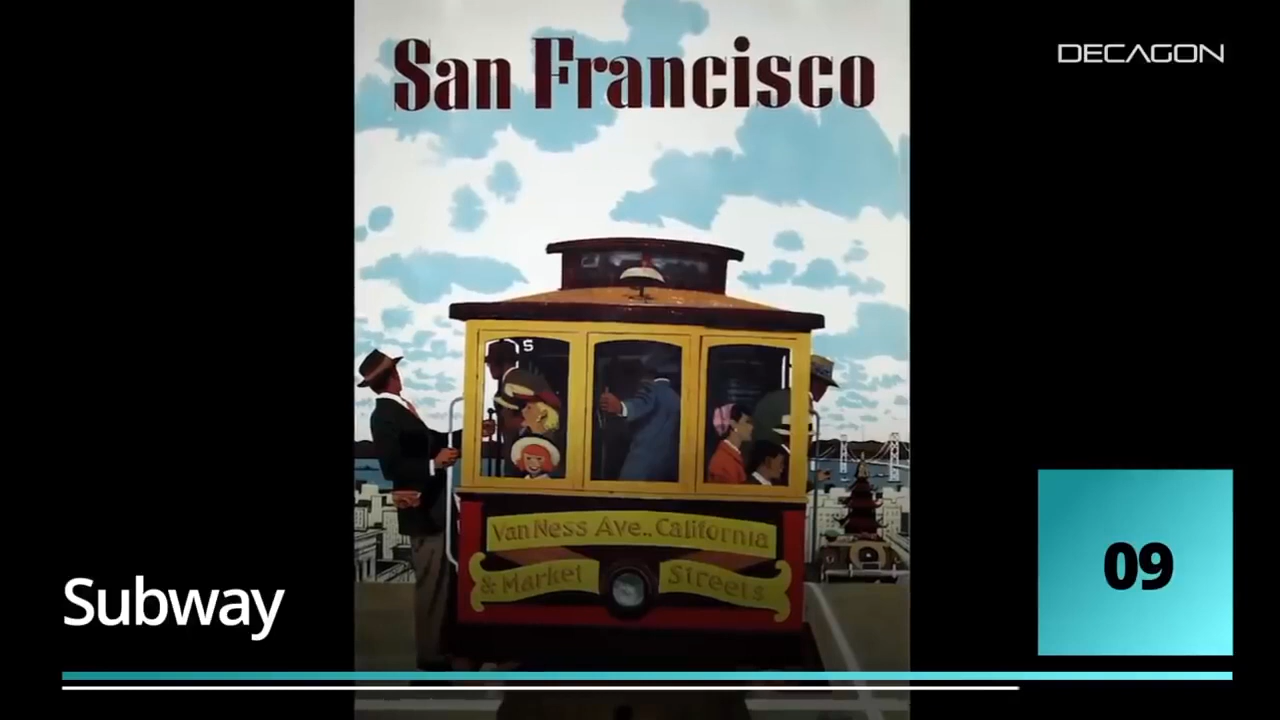 San Francisco
DECAGON
S
Van Ness Ave., California
& Market Streets
09
Subway